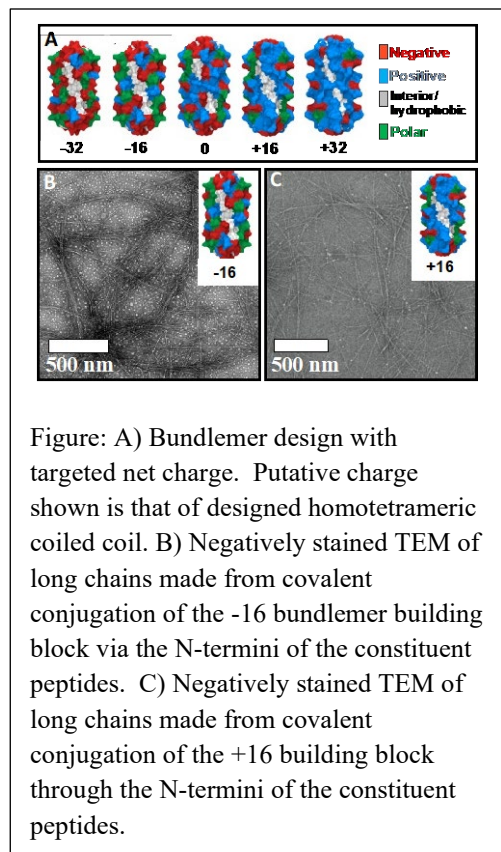 A
Negative
Positive
Interior/
hydrophobic
Polar
-32 -16 0 +16 +32
B
-16
500 nm
C
+16
500 nm
Figure: A) Bundlemer design with
targeted net charge. Putative charge
shown is that of designed homotetrameric
coiled coil. B) Negatively stained TEM of
long chains made from covalent
conjugation of the -16 bundlemer building
block via the N-termini of the constituent
peptides. C) Negatively stained TEM of
long chains made from covalent
conjugation of the +16 building block
through the N-termini of the constituent
peptides.